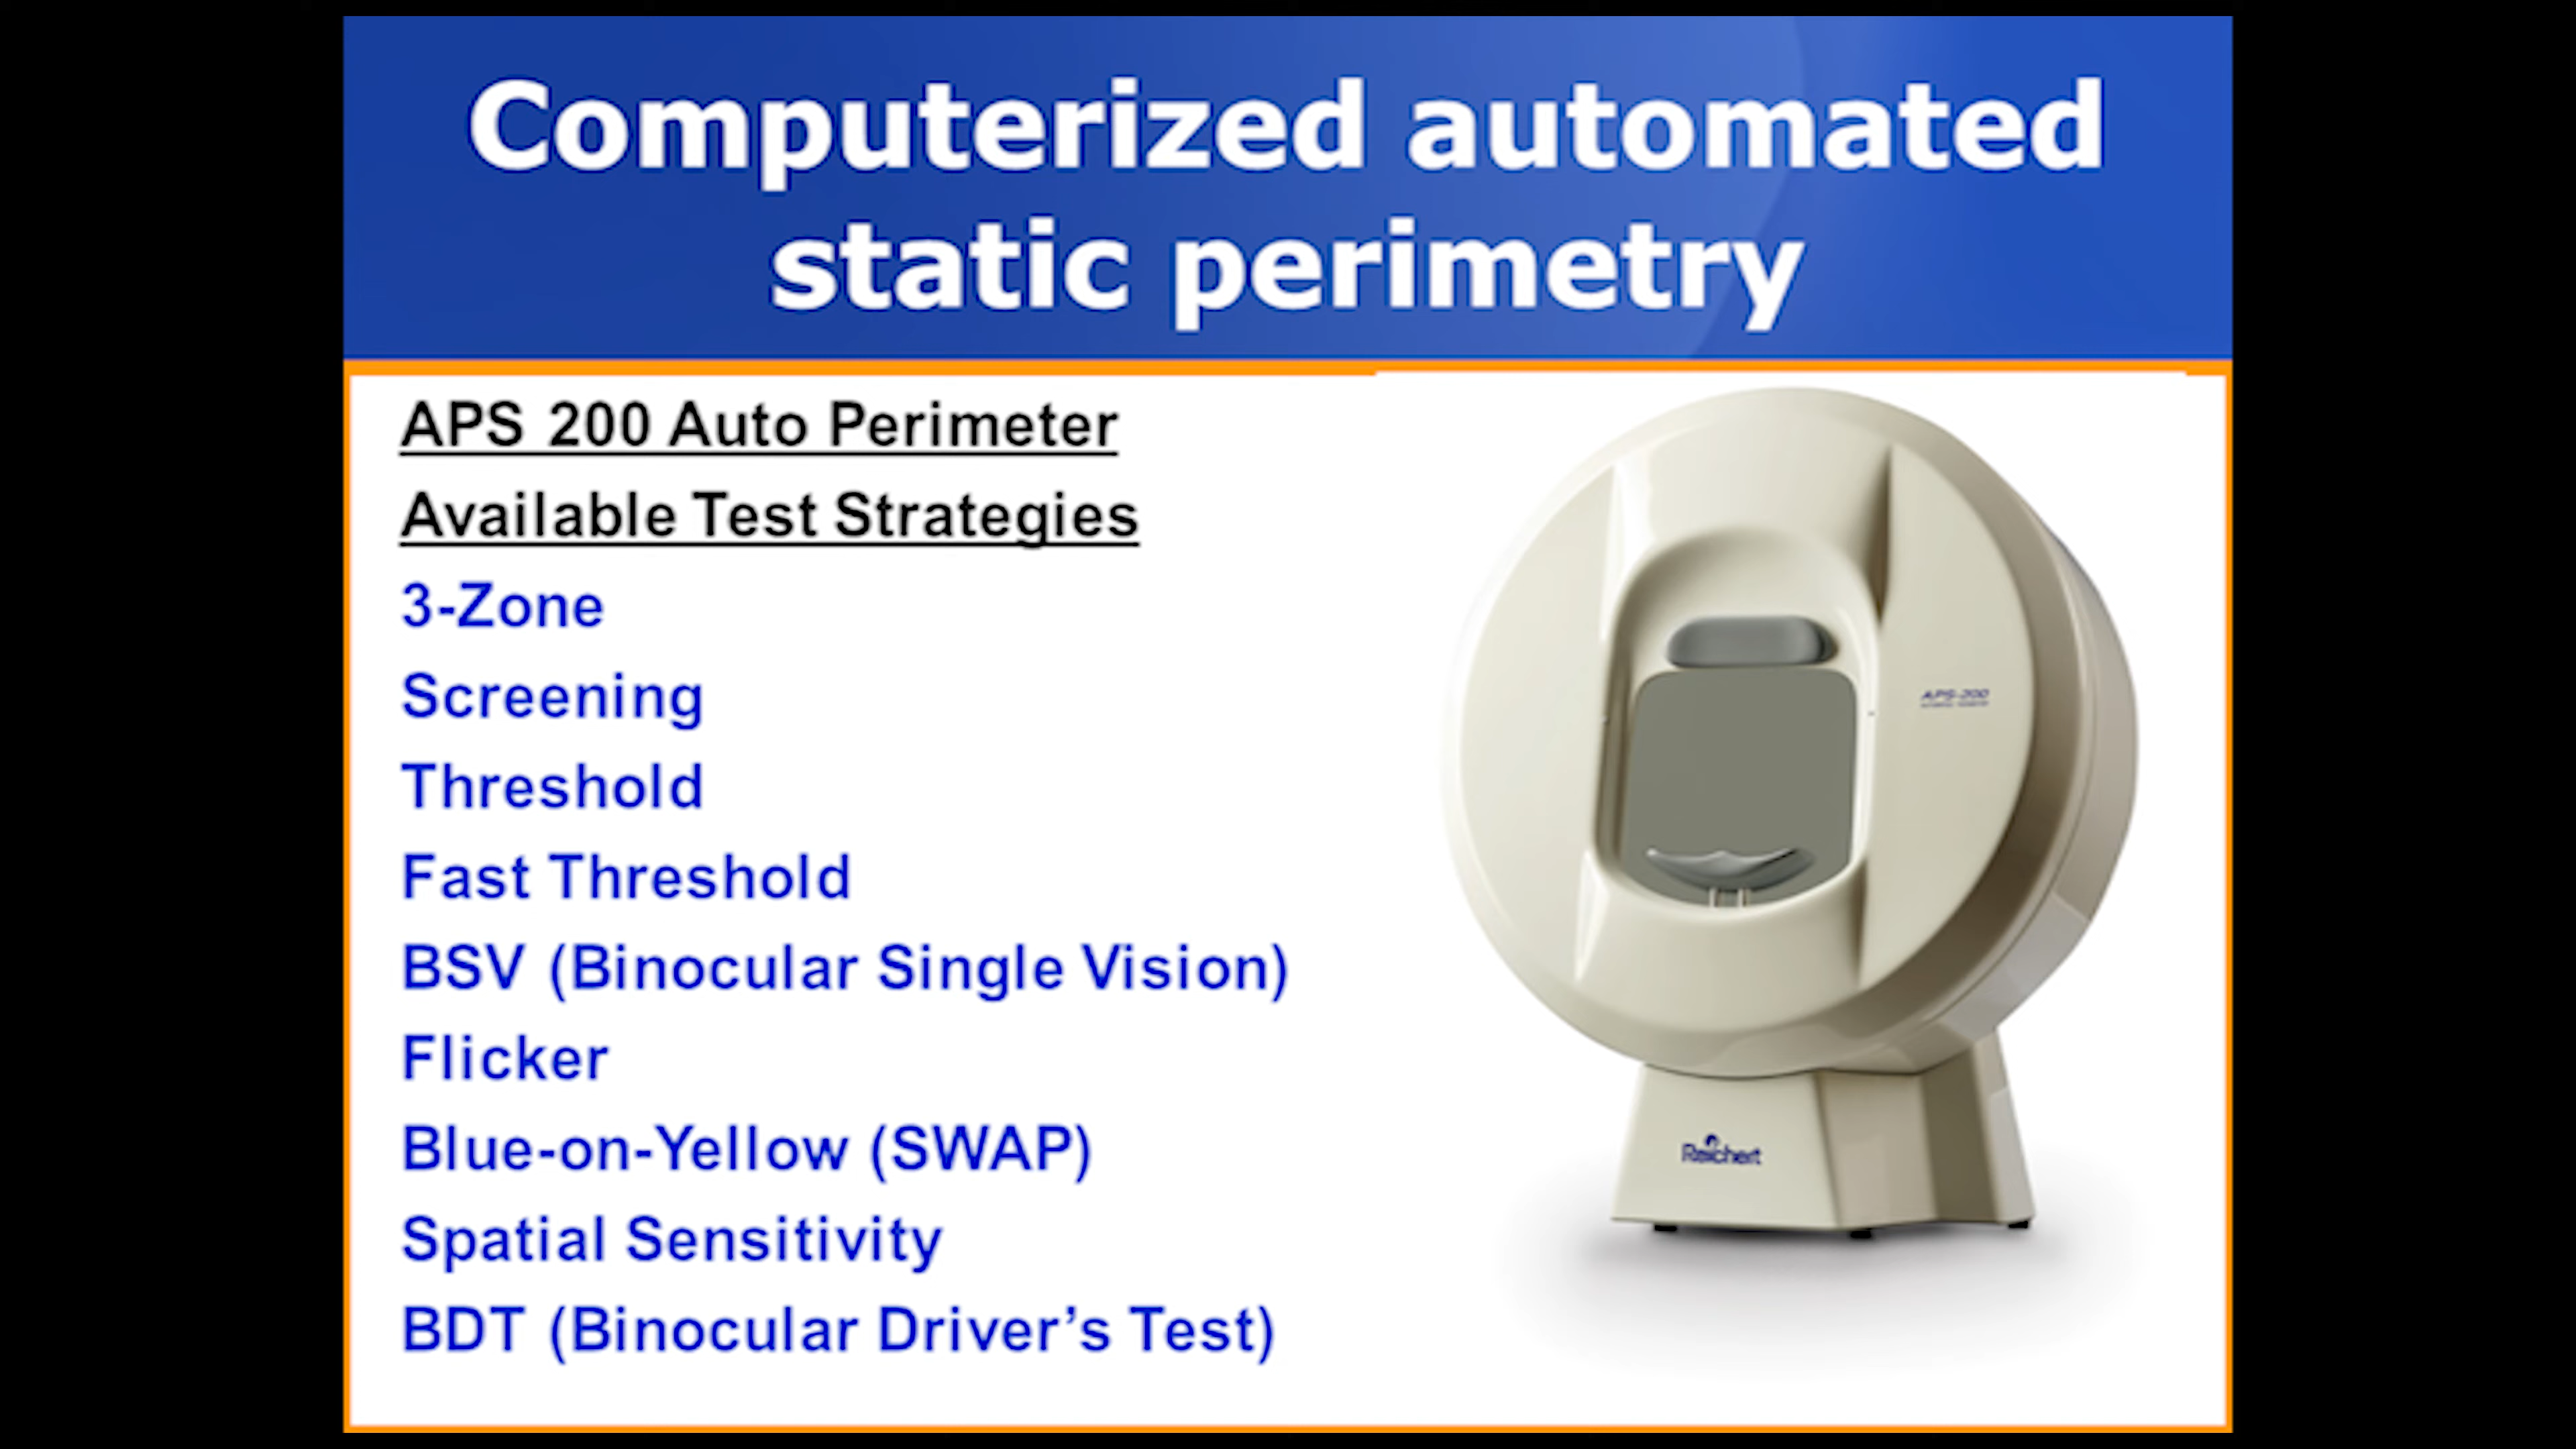 Computerized automated
static perimetry
APS 200 Auto Perimeter
Available Test Strategies
3-Zone
Screening
Threshold
Fast Threshold
BSV (Binocular Single Vision)
Flicker
Blue-on-Yellow (SWAP)
Spatial Sensitivity
BDT (Binocular Driver’s Test)
APS-200
Reichert